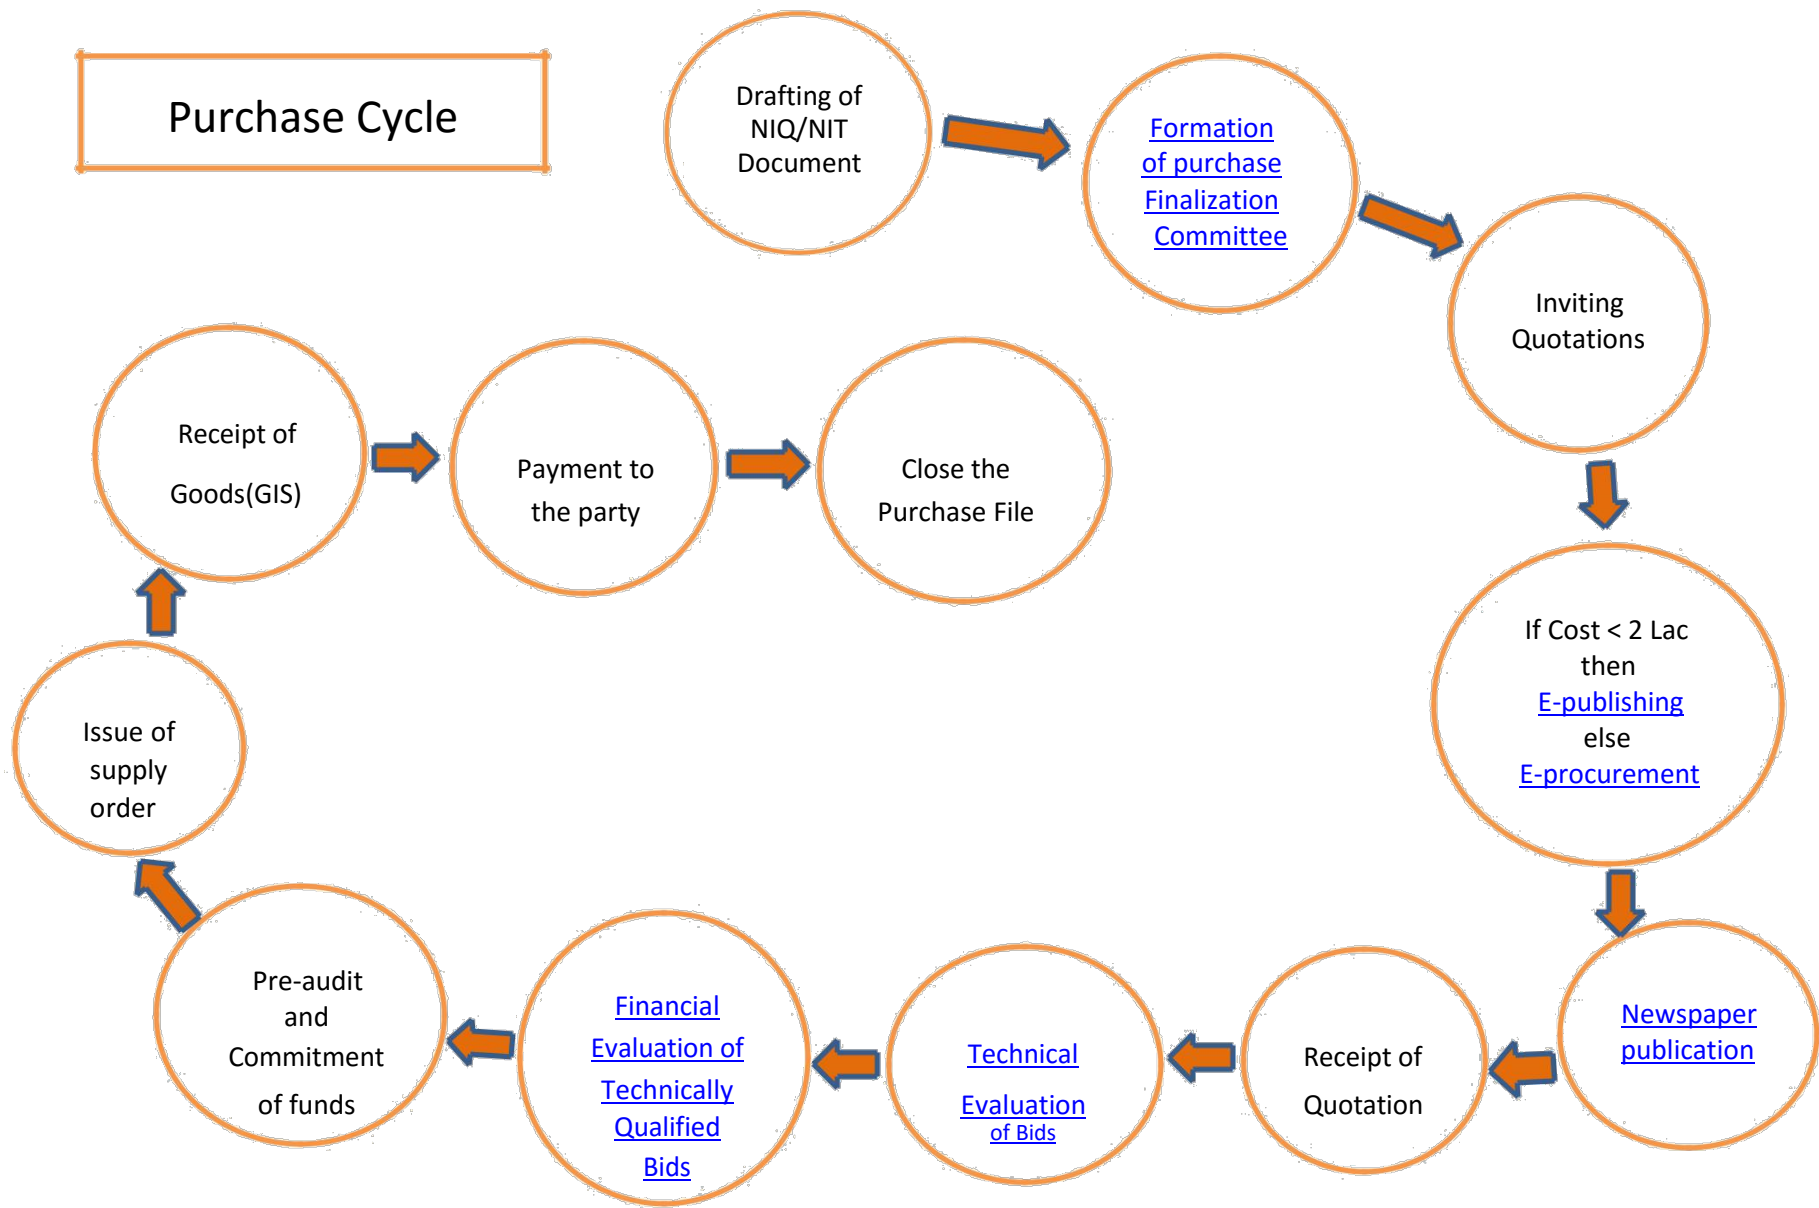 Purchase Cycle
Drafting of
NIQ/NIT
Document
Formation
of purchase
Finalization
Committee
Inviting
Quotations
If Cost < 2 Lac
then
E-publishing
else
E-procurement
Newspaper
publication
Receipt of
Quotation
Technical
Evaluation
of Bids
Financial
Evaluation of
Technically
Qualified
Bids
Pre-audit
and
Commitment
of funds
Issue of
supply
order
Receipt of
Goods(GIS)
Payment to
the party
Close the
Purchase File